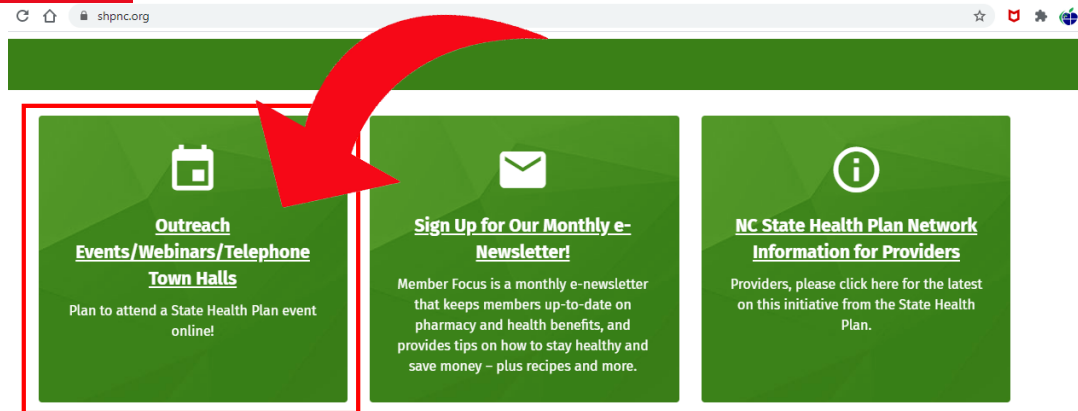 shpnc.org
Outreach
Events/Webinars/Telephone
Town Halls
Plan to attend a State Health Plan event
online!
Sign Up for Our Monthly e-
Newsletter!
Member Focus is a monthly e-newsletter
that keeps members up-to-date on
pharmacy and health benefits, and
provides tips on how to stay healthy and
save money – plus recipes and more.
NC State Health Plan Network
Information for Providers
Providers, please click here for the latest
on this initiative from the State Health
Plan.